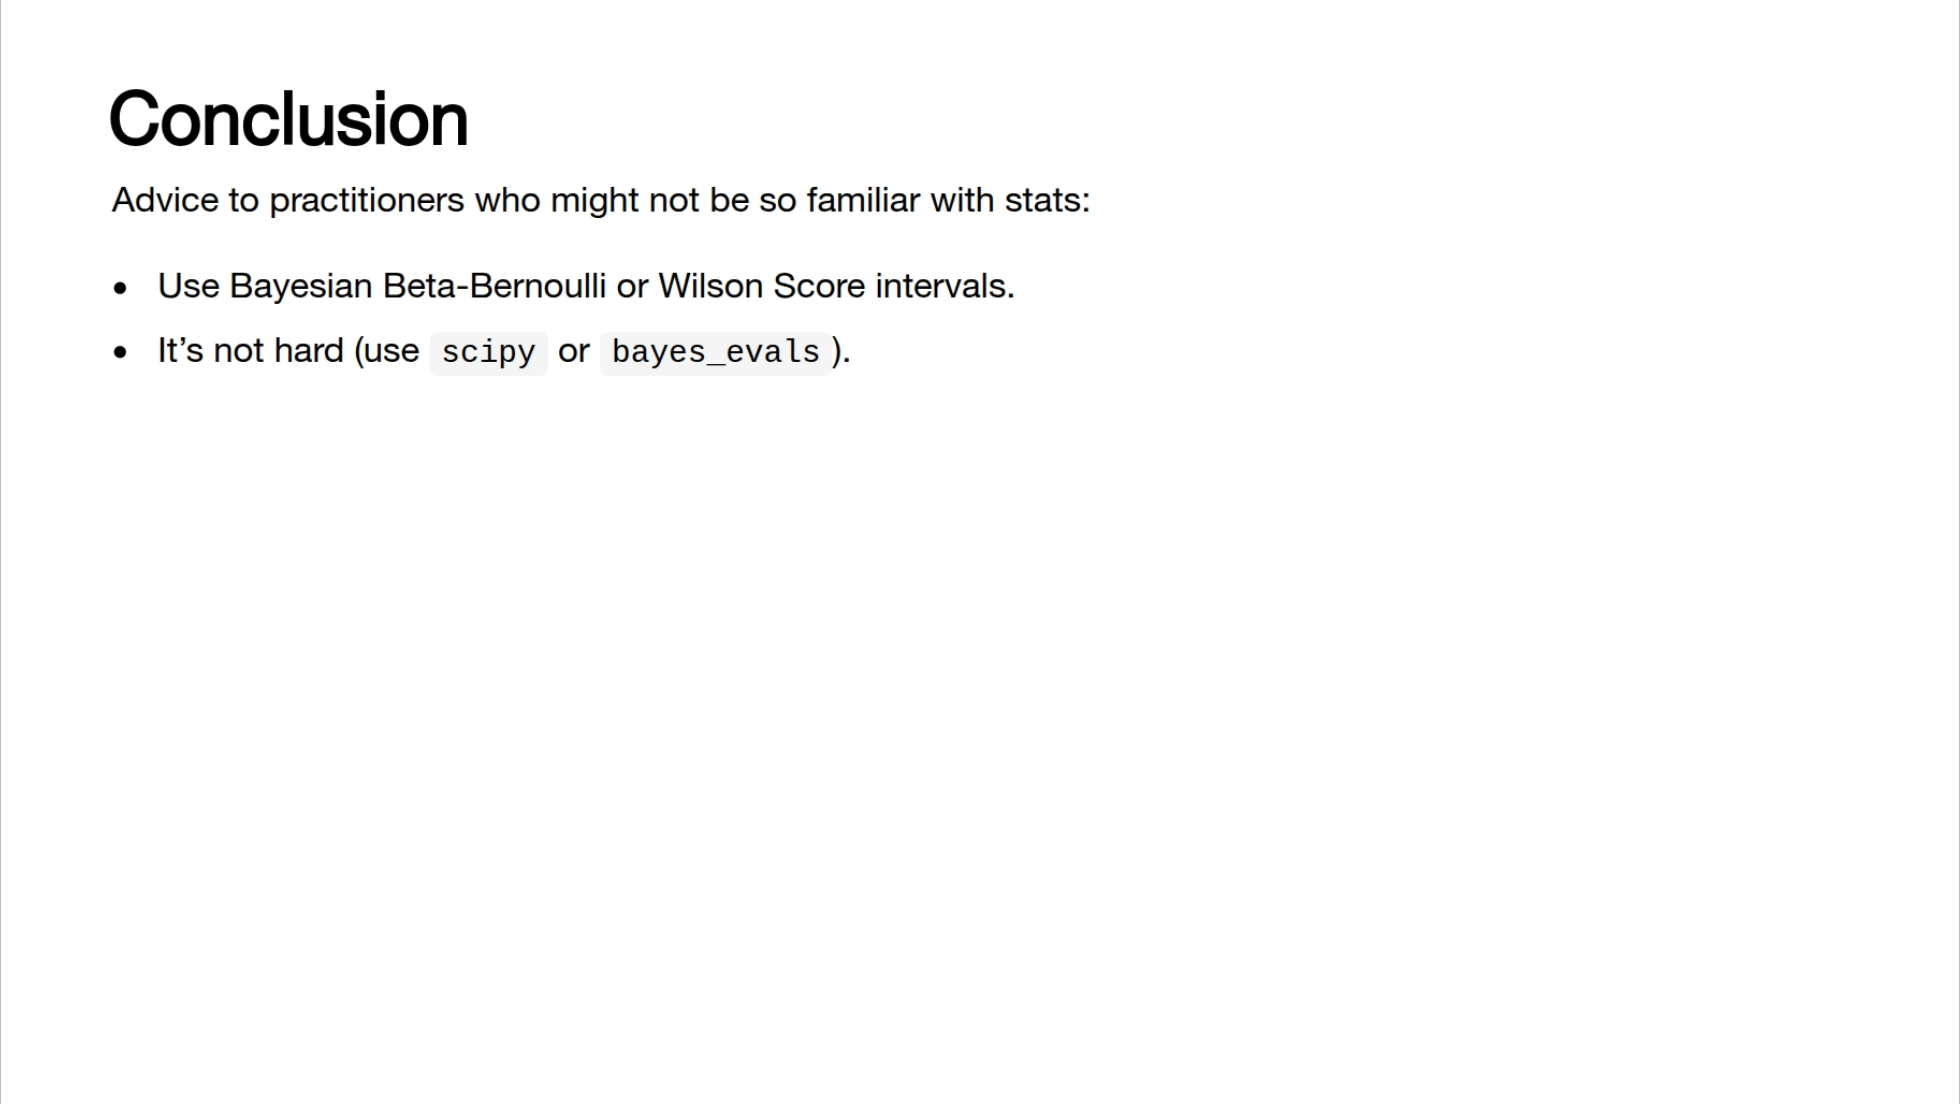 Conclusion
Advice to practitioners who might not be so familiar with stats:
• Use Bayesian Beta-Bernoulli or Wilson Score intervals.
• It’s not hard (use scipy or bayes_evals).